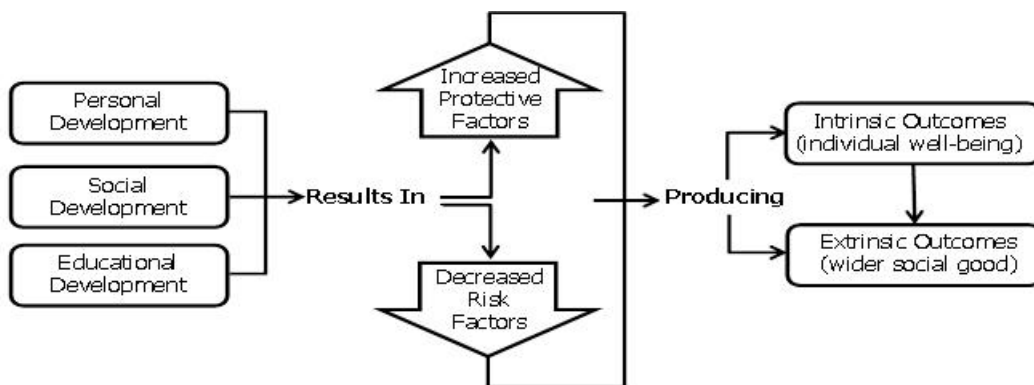 Personal
Development
Social
Development
Educational
Development
Results In
Increased
Protective
Factors
Decreased
Risk
Factors
Producing
Intrinsic Outcomes
(individual well-being)
Extrinsic Outcomes
(wider social good)